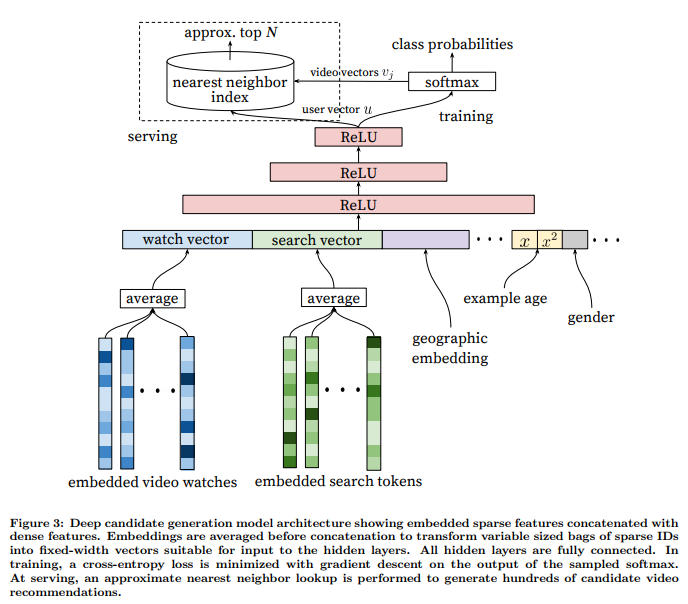 approx. top N
class probabilities
nearest neighbor
index
video vectors vj
softmax
user vector u
training
serving
ReLU
ReLU
ReLU
watch vector
search vector
• • •
x
x²
• • •
average
average
example age
gender
geographic
embedding
• • •
• • •
embedded video watches
embedded search tokens
Figure 3: Deep candidate generation model architecture showing embedded sparse features concatenated with
dense features. Embeddings are averaged before concatenation to transform variable sized bags of sparse IDs
into fixed-width vectors suitable for input to the hidden layers. All hidden layers are fully connected. In
training, a cross-entropy loss is minimized with gradient descent on the output of the sampled softmax.
At serving, an approximate nearest neighbor lookup is performed to generate hundreds of candidate video
recommendations.